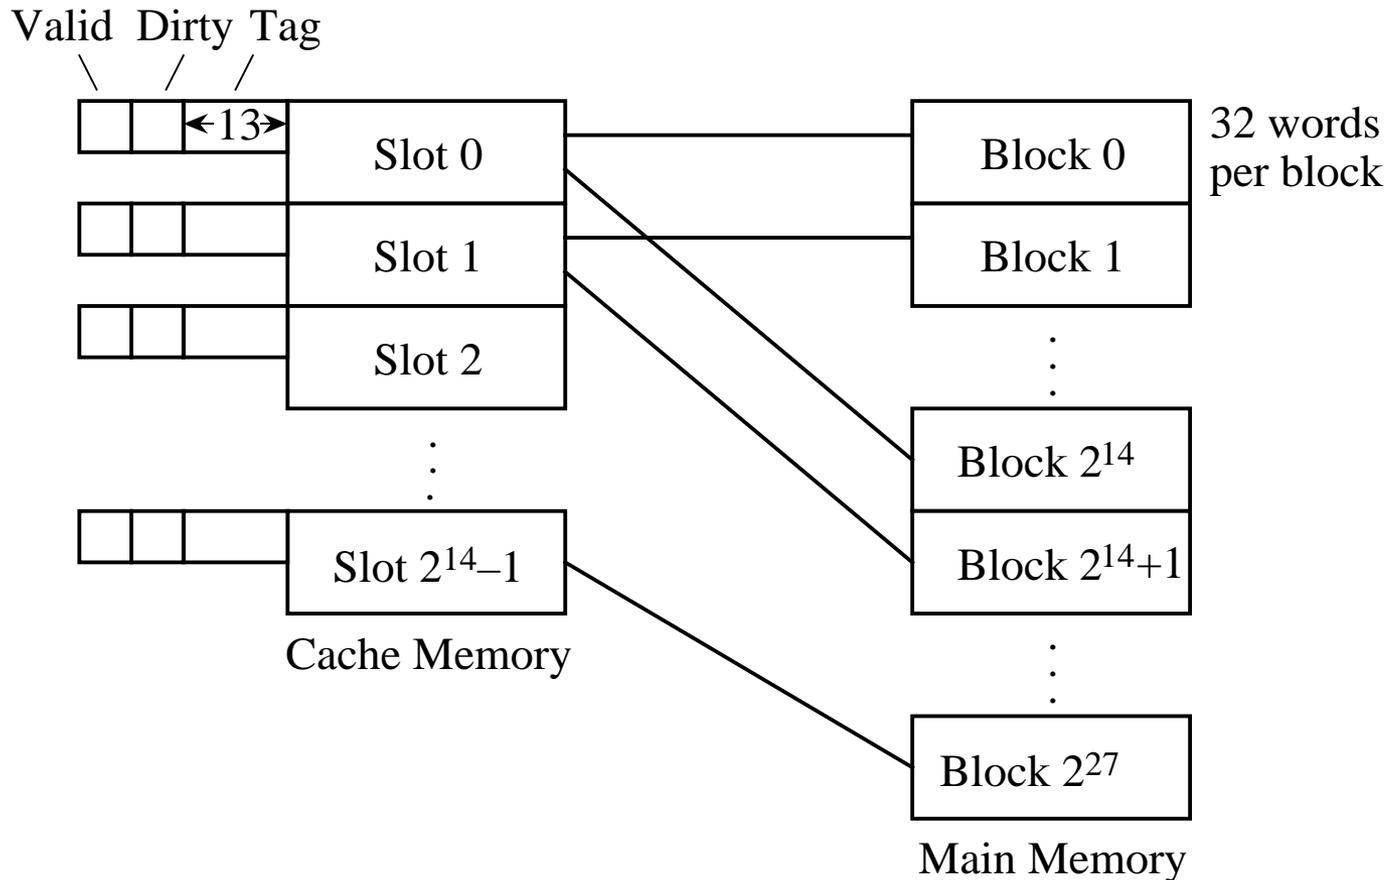 Valid Dirty Tag
13
Slot 0
Block 0
32 words
per block
Slot 1
Block 1
Slot 2
Block 2¹⁴
Slot 2¹⁴–1
Block 2¹⁴+1
Cache Memory
Block 2²⁷
Main Memory